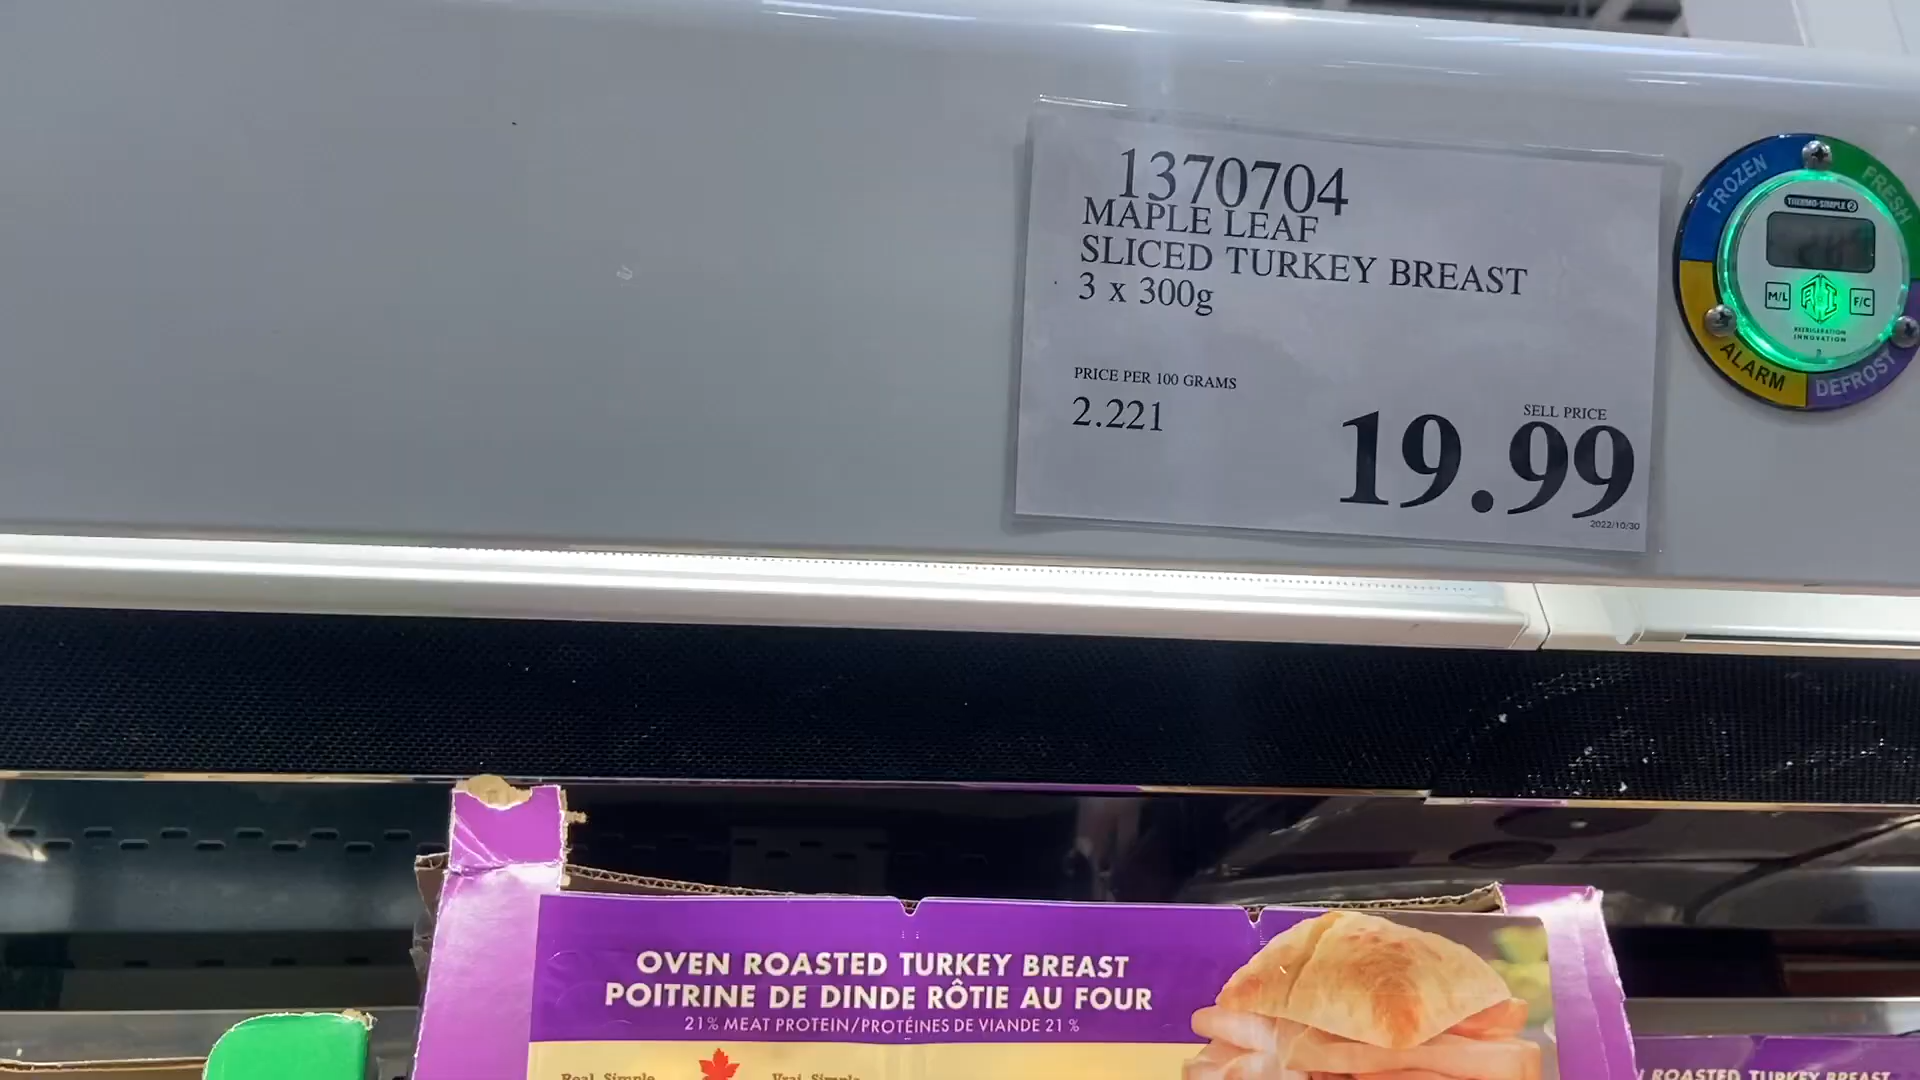 1370704
MAPLE LEAF
SLICED TURKEY BREAST
3 x 300g
PRICE PER 100 GRAMS
2.221
SELL PRICE
19.99
2022/10/30
FROZEN
FRESH
THERMO-SIMPLE 2
M/L
F/C
REFRIGERATION
INNOVATION
ALARM
DEFROST
OVEN ROASTED TURKEY BREAST
POITRINE DE DINDE RÔTIE AU FOUR
21% MEAT PROTEIN/PROTÉINES DE VIANDE 21%
Real Simple
Vrai Simple
ROASTED TURKEY BREAST